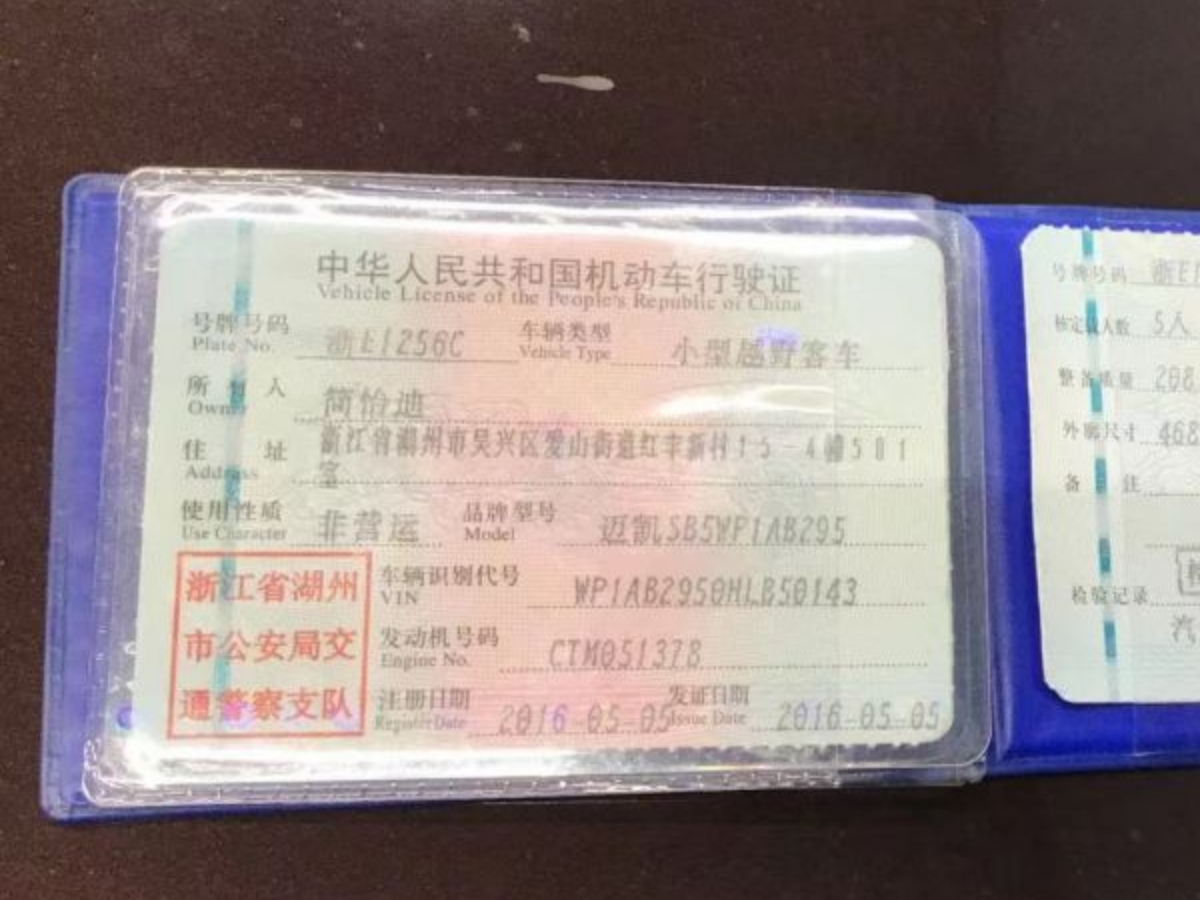 中华人民共和国机动车行驶证
Vehicle License of the People's Republic of China
号牌号码 浙E1256C 车辆类型 小型越野客车
Plate No. Vehicle Type
所有人 简怡迪
Owner
住址 浙江省湖州市吴兴区爱山街道红丰新村15-4幢501
Address 室
使用性质 非营运 品牌型号 迈凯SB5WP1AB295
Use Character Model
浙江省湖州
市公安局交
通警察支队
车辆识别代号 WP1AB2950HLB50143
VIN
发动机号码 CTM051378
Engine No.
注册日期 2016-05-05 发证日期 2016-05-05
Register Date Issue Date
号牌号码 浙E1
核定载人数 5人
整备质量 208
外廓尺寸 468
备注
检验记录
汽